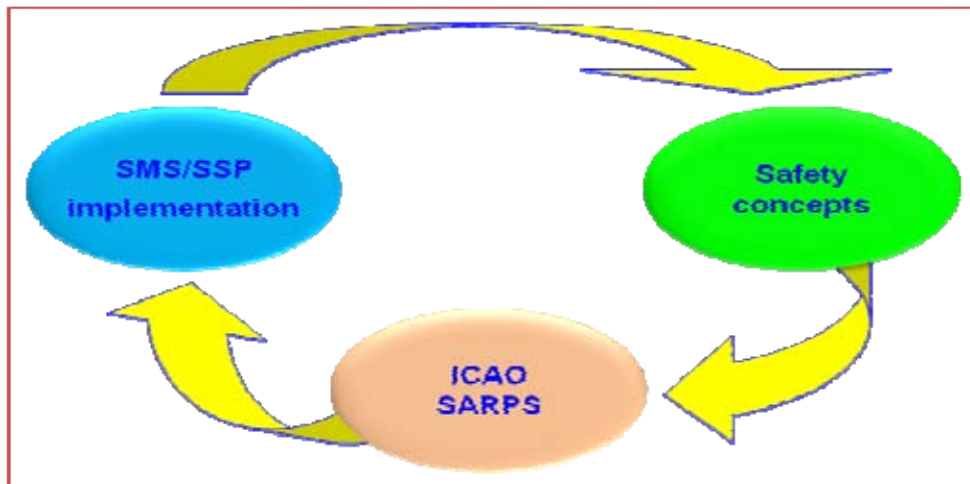 SMS/SSP
implementation
Safety
concepts
ICAO
SARPS